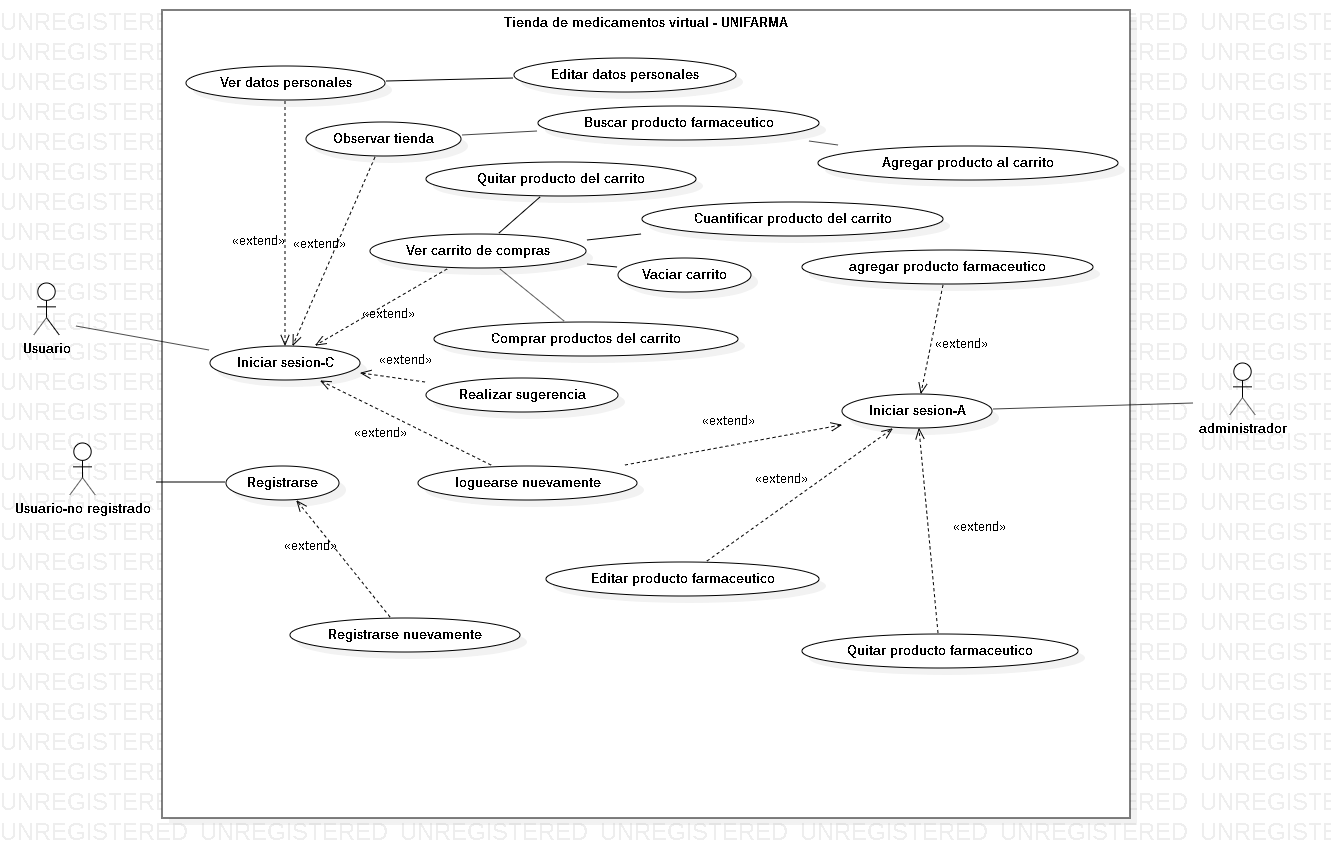 Tienda de medicamentos virtual - UNIFARMA
Ver datos personales
Editar datos personales
Observar tienda
Buscar producto farmaceutico
Agregar producto al carrito
Quitar producto del carrito
Cuantificar producto del carrito
«extend»
«extend»
Ver carrito de compras
Vaciar carrito
agregar producto farmaceutico
«extend»
Usuario
Comprar productos del carrito
«extend»
Iniciar sesion-C
«extend»
Realizar sugerencia
Iniciar sesion-A
administrador
«extend»
«extend»
Registrarse
loguearse nuevamente
«extend»
Usuario-no registrado
«extend»
«extend»
Editar producto farmaceutico
Registrarse nuevamente
Quitar producto farmaceutico
UNREGISTERED UNREGISTERED UNREGISTERED UNREGISTERED UNREGISTERED UNREGISTERED UNREGISTE